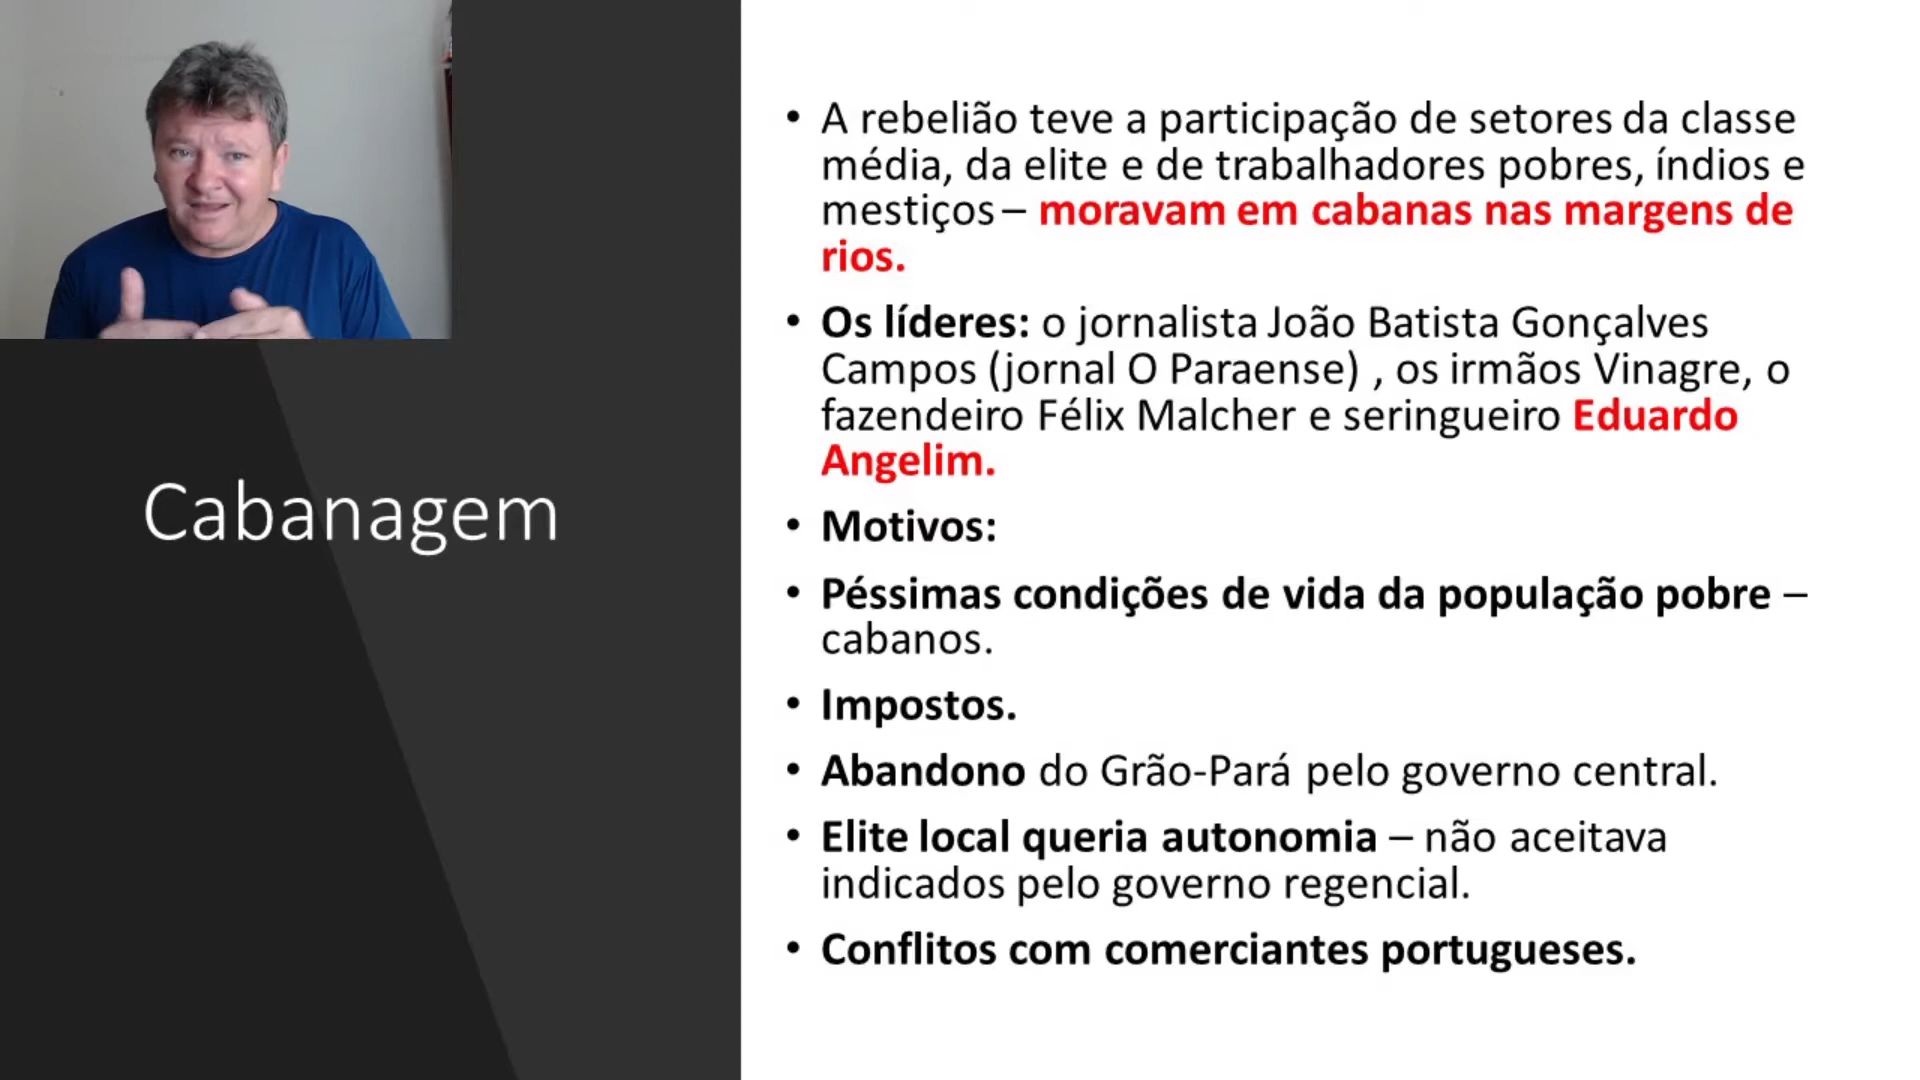 Cabanagem
• A rebelião teve a participação de setores da classe
média, da elite e de trabalhadores pobres, índios e
mestiços – moravam em cabanas nas margens de
rios.
• Os líderes: o jornalista João Batista Gonçalves
Campos (jornal O Paraense) , os irmãos Vinagre, o
fazendeiro Félix Malcher e seringueiro Eduardo
Angelim.
• Motivos:
• Péssimas condições de vida da população pobre –
cabanos.
• Impostos.
• Abandono do Grão-Pará pelo governo central.
• Elite local queria autonomia – não aceitava
indicados pelo governo regencial.
• Conflitos com comerciantes portugueses.